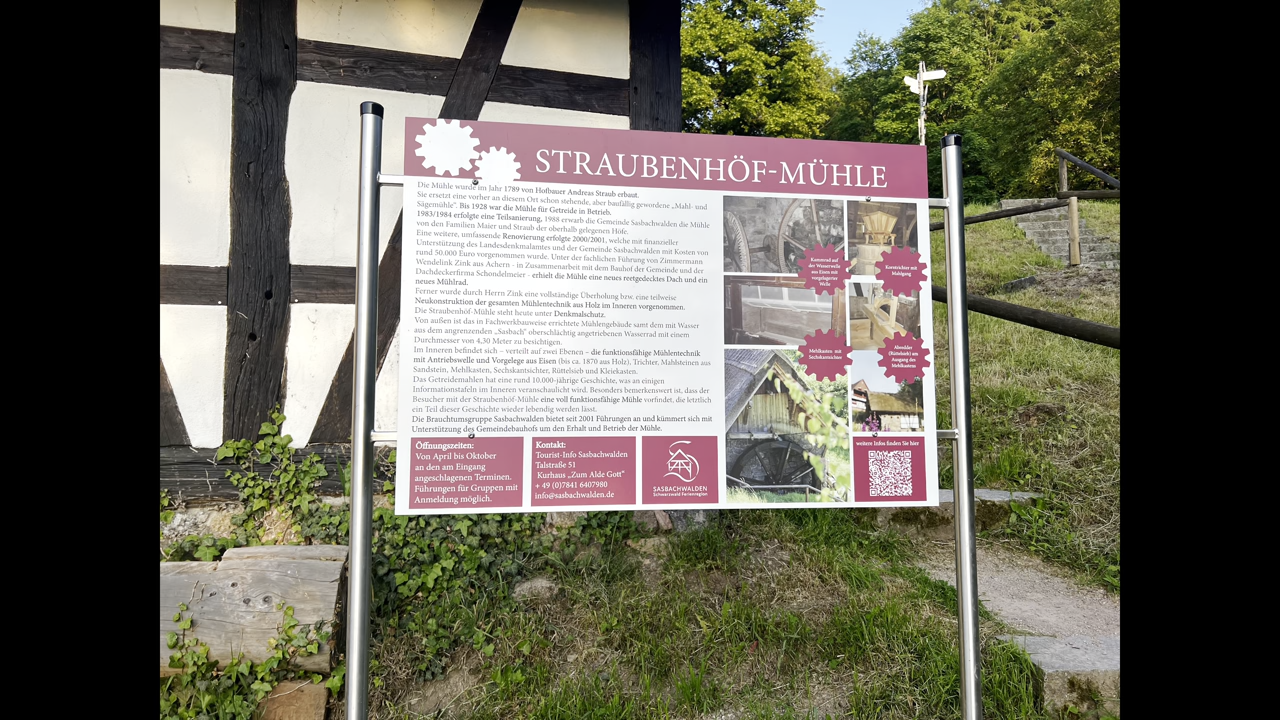 STRAUBENHÖF-MÜHLE
Die Mühle wurde im Jahr 1789 von Hofbauer Andreas Straub erbaut.
Sie ersetzt eine vorher an diesem Ort schon stehende, aber baufällig gewordene „Mahl- und
Sägemühle“. Bis 1928 war die Mühle für Getreide in Betrieb.
1983/1984 erfolgte eine Teilsanierung, 1988 erwarb die Gemeinde Sasbachwalden die Mühle
von den Familien Maier und Straub der oberhalb gelegenen Höfe.
Eine weitere, umfassende Renovierung erfolgte 2000/2001, welche mit finanzieller
Unterstützung des Landesdenkmalamtes und der Gemeinde Sasbachwalden mit Kosten von
rund 50.000 Euro vorgenommen wurde. Unter der fachlichen Führung von Zimmermann
Wendelink Zink aus Achern - in Zusammenarbeit mit dem Bauhof der Gemeinde und der
Dachdeckerfirma Schondelmeier - erhielt die Mühle ein neues reetgedecktes Dach und ein
neues Mühlrad.
Ferner wurde durch Herrn Zink eine vollständige Überholung bzw. eine teilweise
Neukonstruktion der gesamten Mühlentechnik aus Holz im Inneren vorgenommen.
Die Straubenhöf-Mühle steht heute unter Denkmalschutz.
Von außen ist das in Fachwerkbauweise errichtete Mühlengebäude samt dem mit Wasser
aus dem angrenzenden „Sasbach“ oberschlächtig angetriebenen Wasserrad mit einem
Durchmesser von 4,30 Meter zu besichtigen.
Im Inneren befindet sich – verteilt auf zwei Ebenen – die funktionsfähige Mühlentechnik
mit Antriebswelle und Vorgelege aus Eisen (bis ca. 1870 aus Holz), Trichter, Mahlsteinen aus
Sandstein, Mehlkasten, Sechskantsichter, Rüttelsieb und Kleiekasten.
Das Getreidemahlen hat eine rund 10.000-jährige Geschichte, was an einigen
Informationstafeln im Inneren veranschaulicht wird. Besonders bemerkenswert ist, dass der
Besucher mit der Straubenhöf-Mühle eine voll funktionsfähige Mühle vorfindet, die letztlich
ein Teil dieser Geschichte wieder lebendig werden lässt.
Die Brauchtumsgruppe Sasbachwalden bietet seit 2001 Führungen an und kümmert sich mit
Unterstützung des Gemeindebauhofs um den Erhalt und Betrieb der Mühle.
Kammrad auf
der Wasserwelle
aus Eisen mit
vorgelagerter
Welle
Korntrichter mit
Mahlgang
Mehlkasten mit
Sechskantsichter
Absredder
(Rüttelsieb) am
Ausgang des
Mehlkastens
Öffnungszeiten:
Von April bis Oktober
an den am Eingang
angeschlagenen Terminen.
Führungen für Gruppen mit
Anmeldung möglich.
Kontakt:
Tourist-Info Sasbachwalden
Talstraße 51
Kurhaus „Zum Alde Gott“
+ 49 (0)7841 6407980
info@sasbachwalden.de
SASBACHWALDEN
Schwarzwald Ferienregion
weitere Infos finden Sie hier